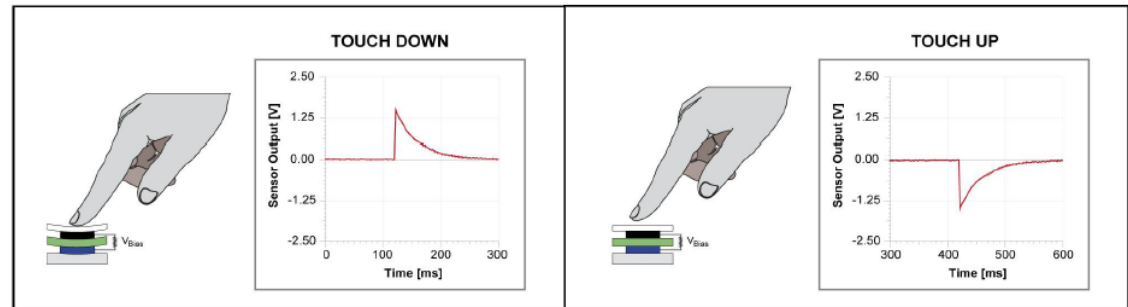 TOUCH DOWN
Sensor Output [V]
2.50
1.25
0.00
-1.25
-2.50
0
100
200
300
Time [ms]
VBias
TOUCH UP
Sensor Output [V]
2.50
1.25
0.00
-1.25
-2.50
300
400
500
600
Time [ms]
VBias